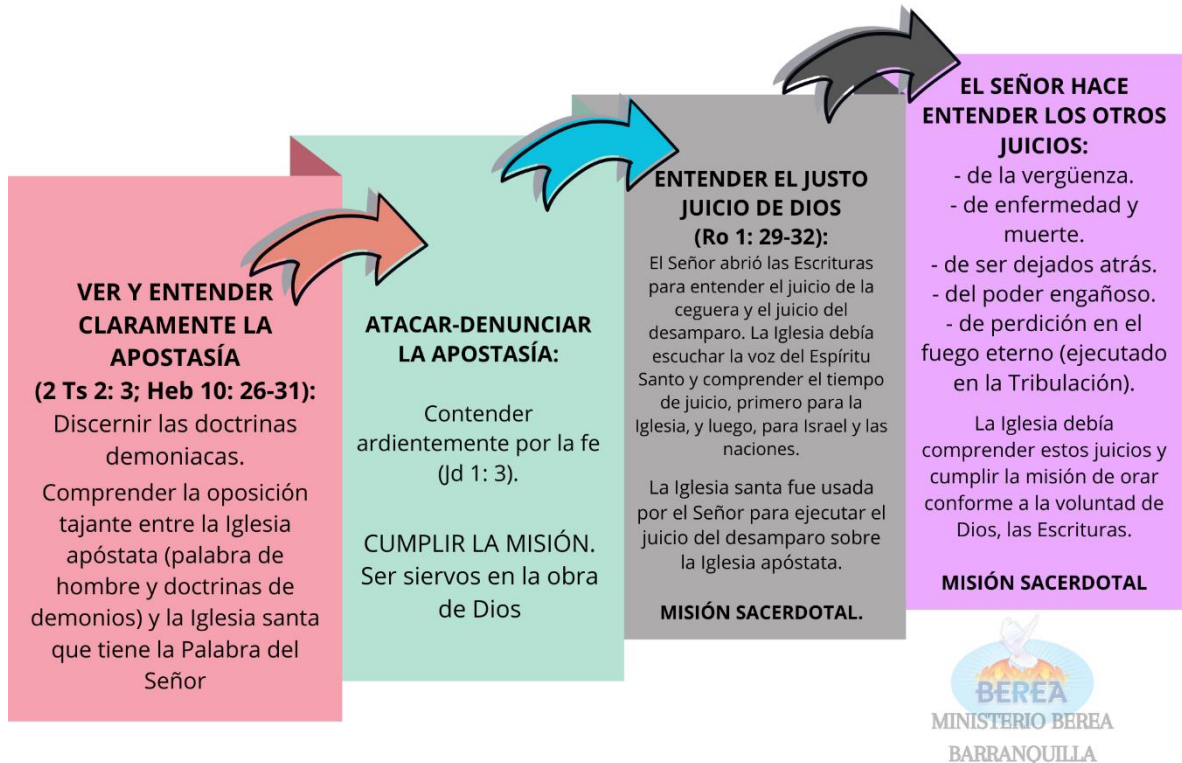 VER Y ENTENDER
CLARAMENTE LA
APOSTASÍA
(2 Ts 2: 3; Heb 10: 26-31):
Discernir las doctrinas
demoniacas.
Comprender la oposición
tajante entre la Iglesia
apóstata (palabra de
hombre y doctrinas de
demonios) y la Iglesia santa
que tiene la Palabra del
Señor
ATACAR-DENUNCIAR
LA APOSTASÍA:
Contender
ardientemente por la fe
(Jd 1: 3).
CUMPLIR LA MISIÓN.
Ser siervos en la obra
de Dios
ENTENDER EL JUSTO
JUICIO DE DIOS
(Ro 1: 29-32):
El Señor abrió las Escrituras
para entender el juicio de la
ceguera y el juicio del
desamparo. La Iglesia debía
escuchar la voz del Espíritu
Santo y comprender el tiempo
de juicio, primero para la
Iglesia, y luego, para Israel y las
naciones.
La Iglesia santa fue usada
por el Señor para ejecutar el
juicio del desamparo sobre
la Iglesia apóstata.
MISIÓN SACERDOTAL.
EL SEÑOR HACE
ENTENDER LOS OTROS
JUICIOS:
- de la vergüenza.
- de enfermedad y
muerte.
- de ser dejados atrás.
- del poder engañoso.
- de perdición en el
fuego eterno (ejecutado
en la Tribulación).
La Iglesia debía
comprender estos juicios y
cumplir la misión de orar
conforme a la voluntad de
Dios, las Escrituras.
MISIÓN SACERDOTAL
BEREA
MINISTERIO BEREA
BARRANQUILLA